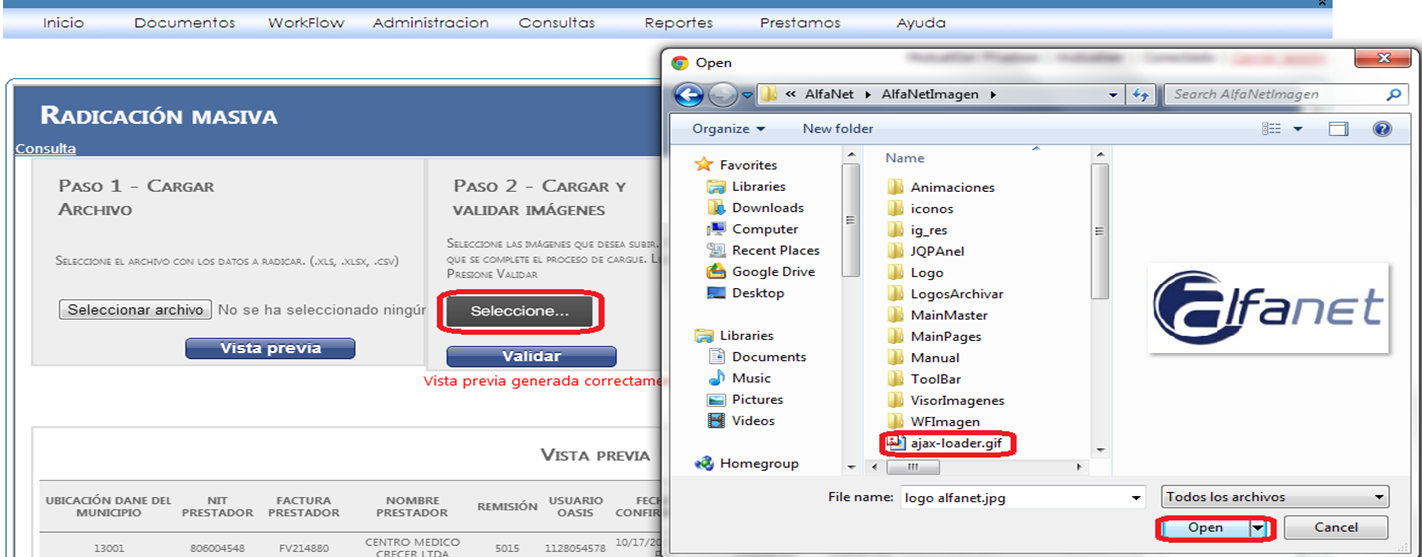 Inicio Documentos WorkFlow Administracion Consultas Reportes Prestamos Ayuda
RADICACIÓN MASIVA
Consulta
PASO 1 - CARGAR
ARCHIVO
SELECCIONE EL ARCHIVO CON LOS DATOS A RADICAR. (.XLS, .XLSX, .CSV)
Seleccionar archivo No se ha seleccionado ningúr
Vista previa
PASO 2 - CARGAR Y
VALIDAR IMÁGENES
SELECCIONE LAS IMÁGENES QUE DESEA SUBIR.
QUE SE COMPLETE EL PROCESO DE CARGUE. L
PRESIONE VALIDAR
Seleccione...
Validar
Vista previa generada correctame
VISTA PREVIA
UBICACIÓN DANE DEL MUNICIPIO
NIT PRESTADOR
FACTURA PRESTADOR
NOMBRE PRESTADOR
REMISIÓN
USUARIO OASIS
FECH
CONFIR
13001 806004548 FV214880 CENTRO MEDICO CRECER LTDA 5015 1128054578 10/17/20
Open
« AlfaNet AlfaNetImagen
Search AlfaNetImagen
Organize New folder
Favorites
Libraries
Downloads
Computer
Recent Places
Google Drive
Desktop
Libraries
Documents
Music
Pictures
Videos
Homegroup
Name
Animaciones
iconos
ig_res
JQPAnel
Logo
LogosArchivar
MainMaster
MainPages
Manual
ToolBar
VisorImagenes
WFImagen
ajax-loader.gif
alfanet
File name: logo alfanet.jpg Todos los archivos
Open Cancel